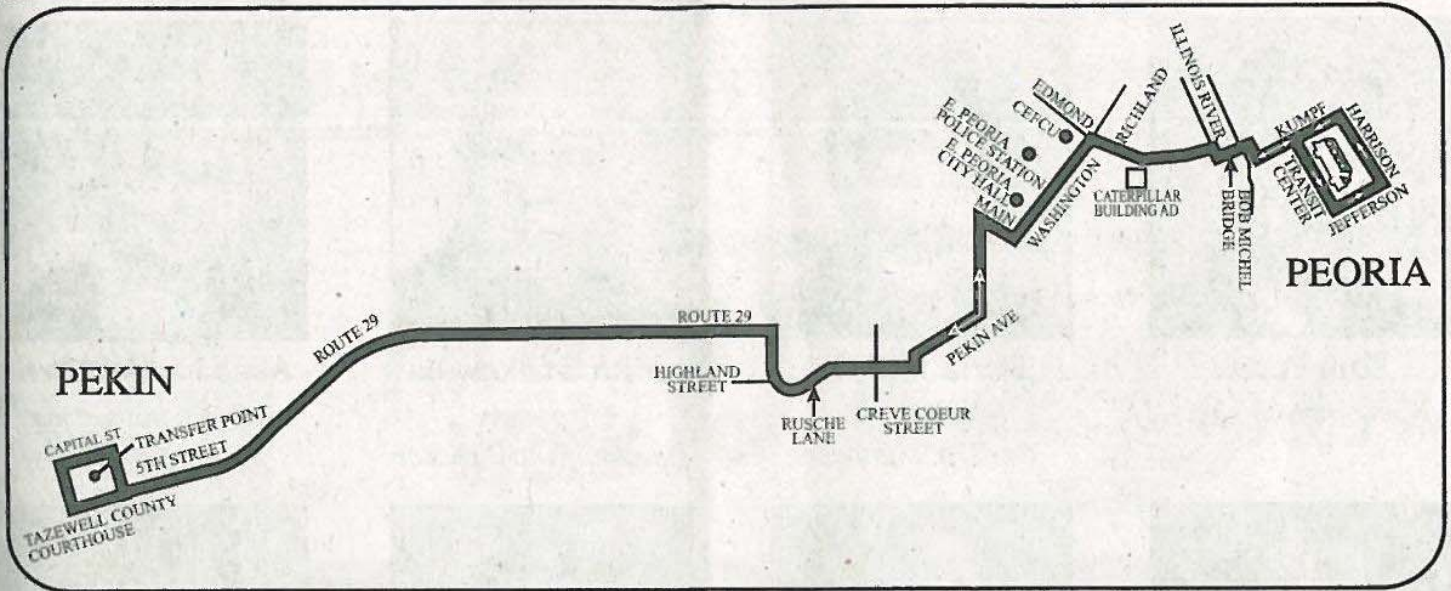 PEKIN
CAPITAL ST
TRANSFER POINT
5TH STREET
TAZEWELL COUNTY
COURTHOUSE
ROUTE 29
ROUTE 29
HIGHLAND
STREET
RUSCHE
LANE
CREVE COEUR
STREET
PEKIN AVE
MAIN
WASHINGTON
E. PEORIA
CITY HALL
E. PEORIA
POLICE STATION
CEFCU
EDMOND
RICHLAND
CATERPILLAR
BUILDING AD
ILLINOIS RIVER
BOB MICHEL
BRIDGE
KUMPF
HARRISON
JEFFERSON
TRANSIT
CENTER
PEORIA